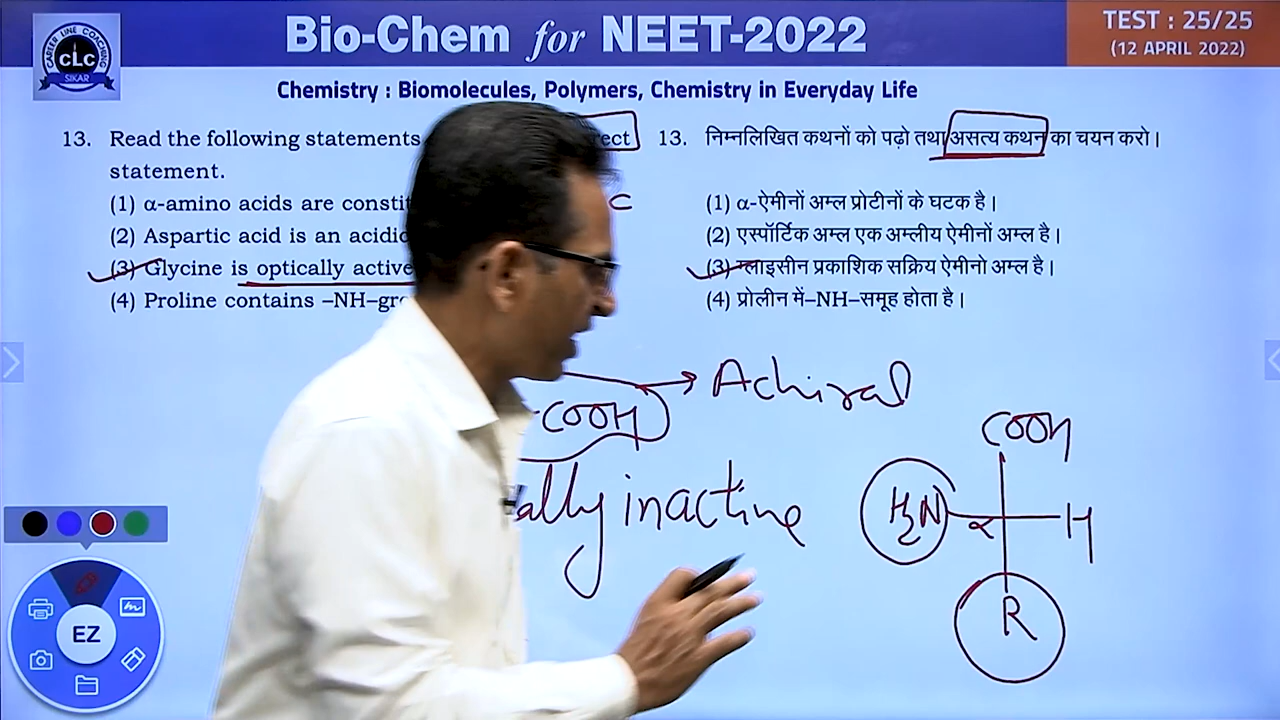 CAREER LINE COACHING
CLC
SIKAR
Bio-Chem for NEET-2022
TEST : 25/25
(12 APRIL 2022)
Chemistry : Biomolecules, Polymers, Chemistry in Everyday Life
13. Read the following statements
statement.
(1) α-amino acids are
(2) Aspartic acid is an
(3) Glycine is optically active
(4) Proline contains –NH–
13. निम्नलिखित कथनों को पढ़ो तथा असत्य कथन का चयन करो।
(1) α-ऐमीनों अम्ल प्रोटीनों के घटक है।
(2) एस्पॉर्टिक अम्ल एक अम्लीय ऐमीनों अम्ल है।
(3) ग्लाइसीन प्रकाशिक सक्रिय ऐमीनो अम्ल है।
(4) प्रोलीन में–NH–समूह होता है।
C
Achiral
-COOH
inactive
COOH
H2N
α
H
R
EZ